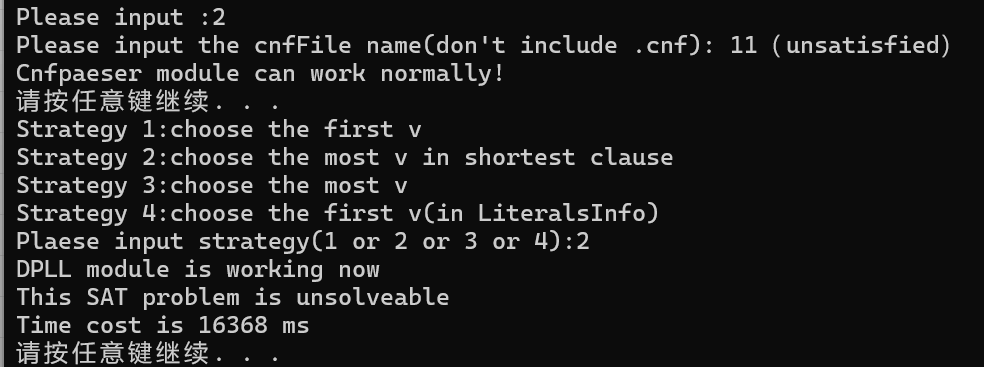 Please input :2
Please input the cnfFile name(don't include .cnf): 11 (unsatisfied)
Cnfpaeser module can work normally!
请按任意键继续. . .
Strategy 1:choose the first v
Strategy 2:choose the most v in shortest clause
Strategy 3:choose the most v
Strategy 4:choose the first v(in LiteralsInfo)
Plaese input strategy(1 or 2 or 3 or 4):2
DPLL module is working now
This SAT problem is unsolveable
Time cost is 16368 ms
请按任意键继续. . .